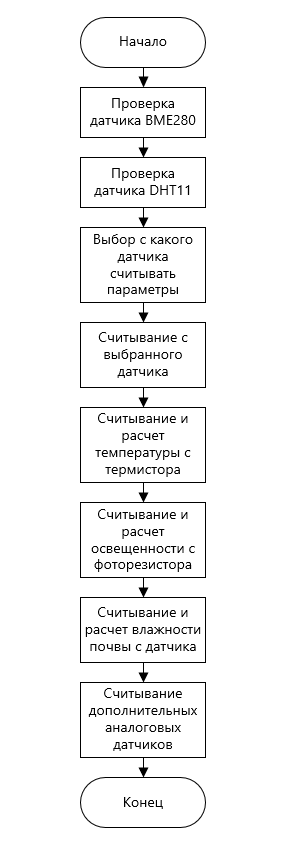 Начало
Проверка
датчика BME280
Проверка
датчика DHT11
Выбор с какого
датчика
считывать
параметры
Считывание с
выбранного
датчика
Считывание и
расчет
температуры с
термистора
Считывание и
расчет
освещенности с
фоторезистора
Считывание и
расчет влажности
почвы с датчика
Считывание
дополнительных
аналоговых
датчиков
Конец